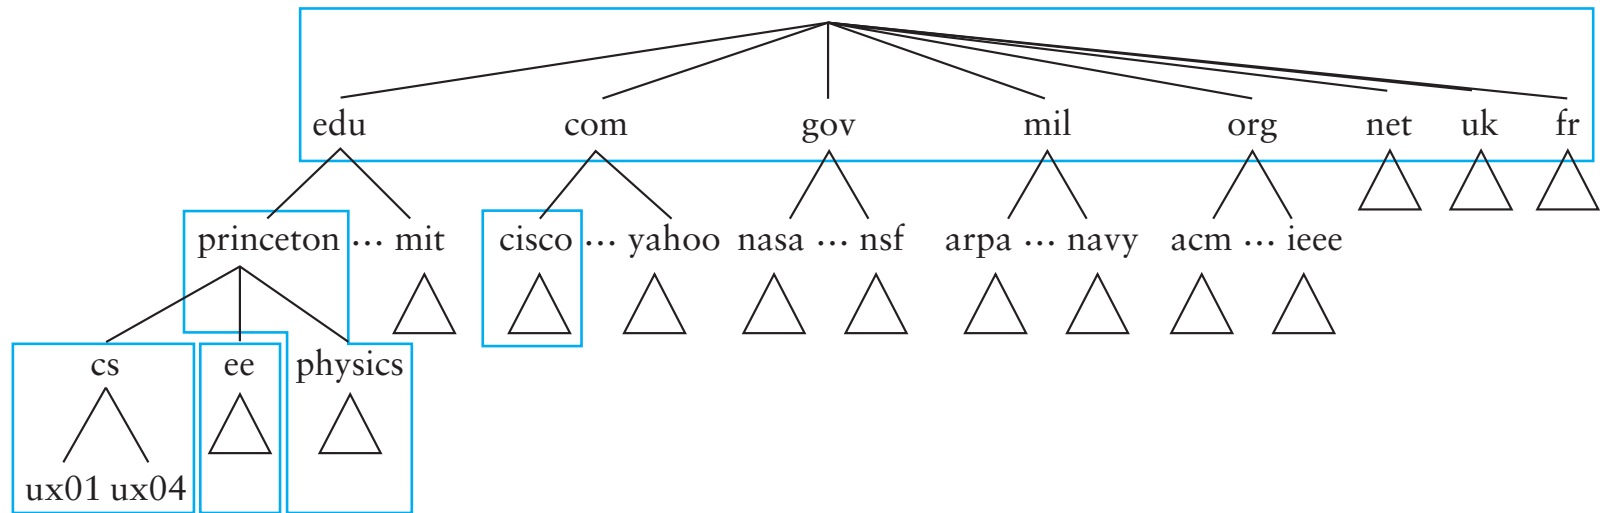 edu com gov mil org net uk fr
princeton ... mit cisco ... yahoo nasa ... nsf arpa ... navy acm ... ieee
cs ee physics
ux01 ux04